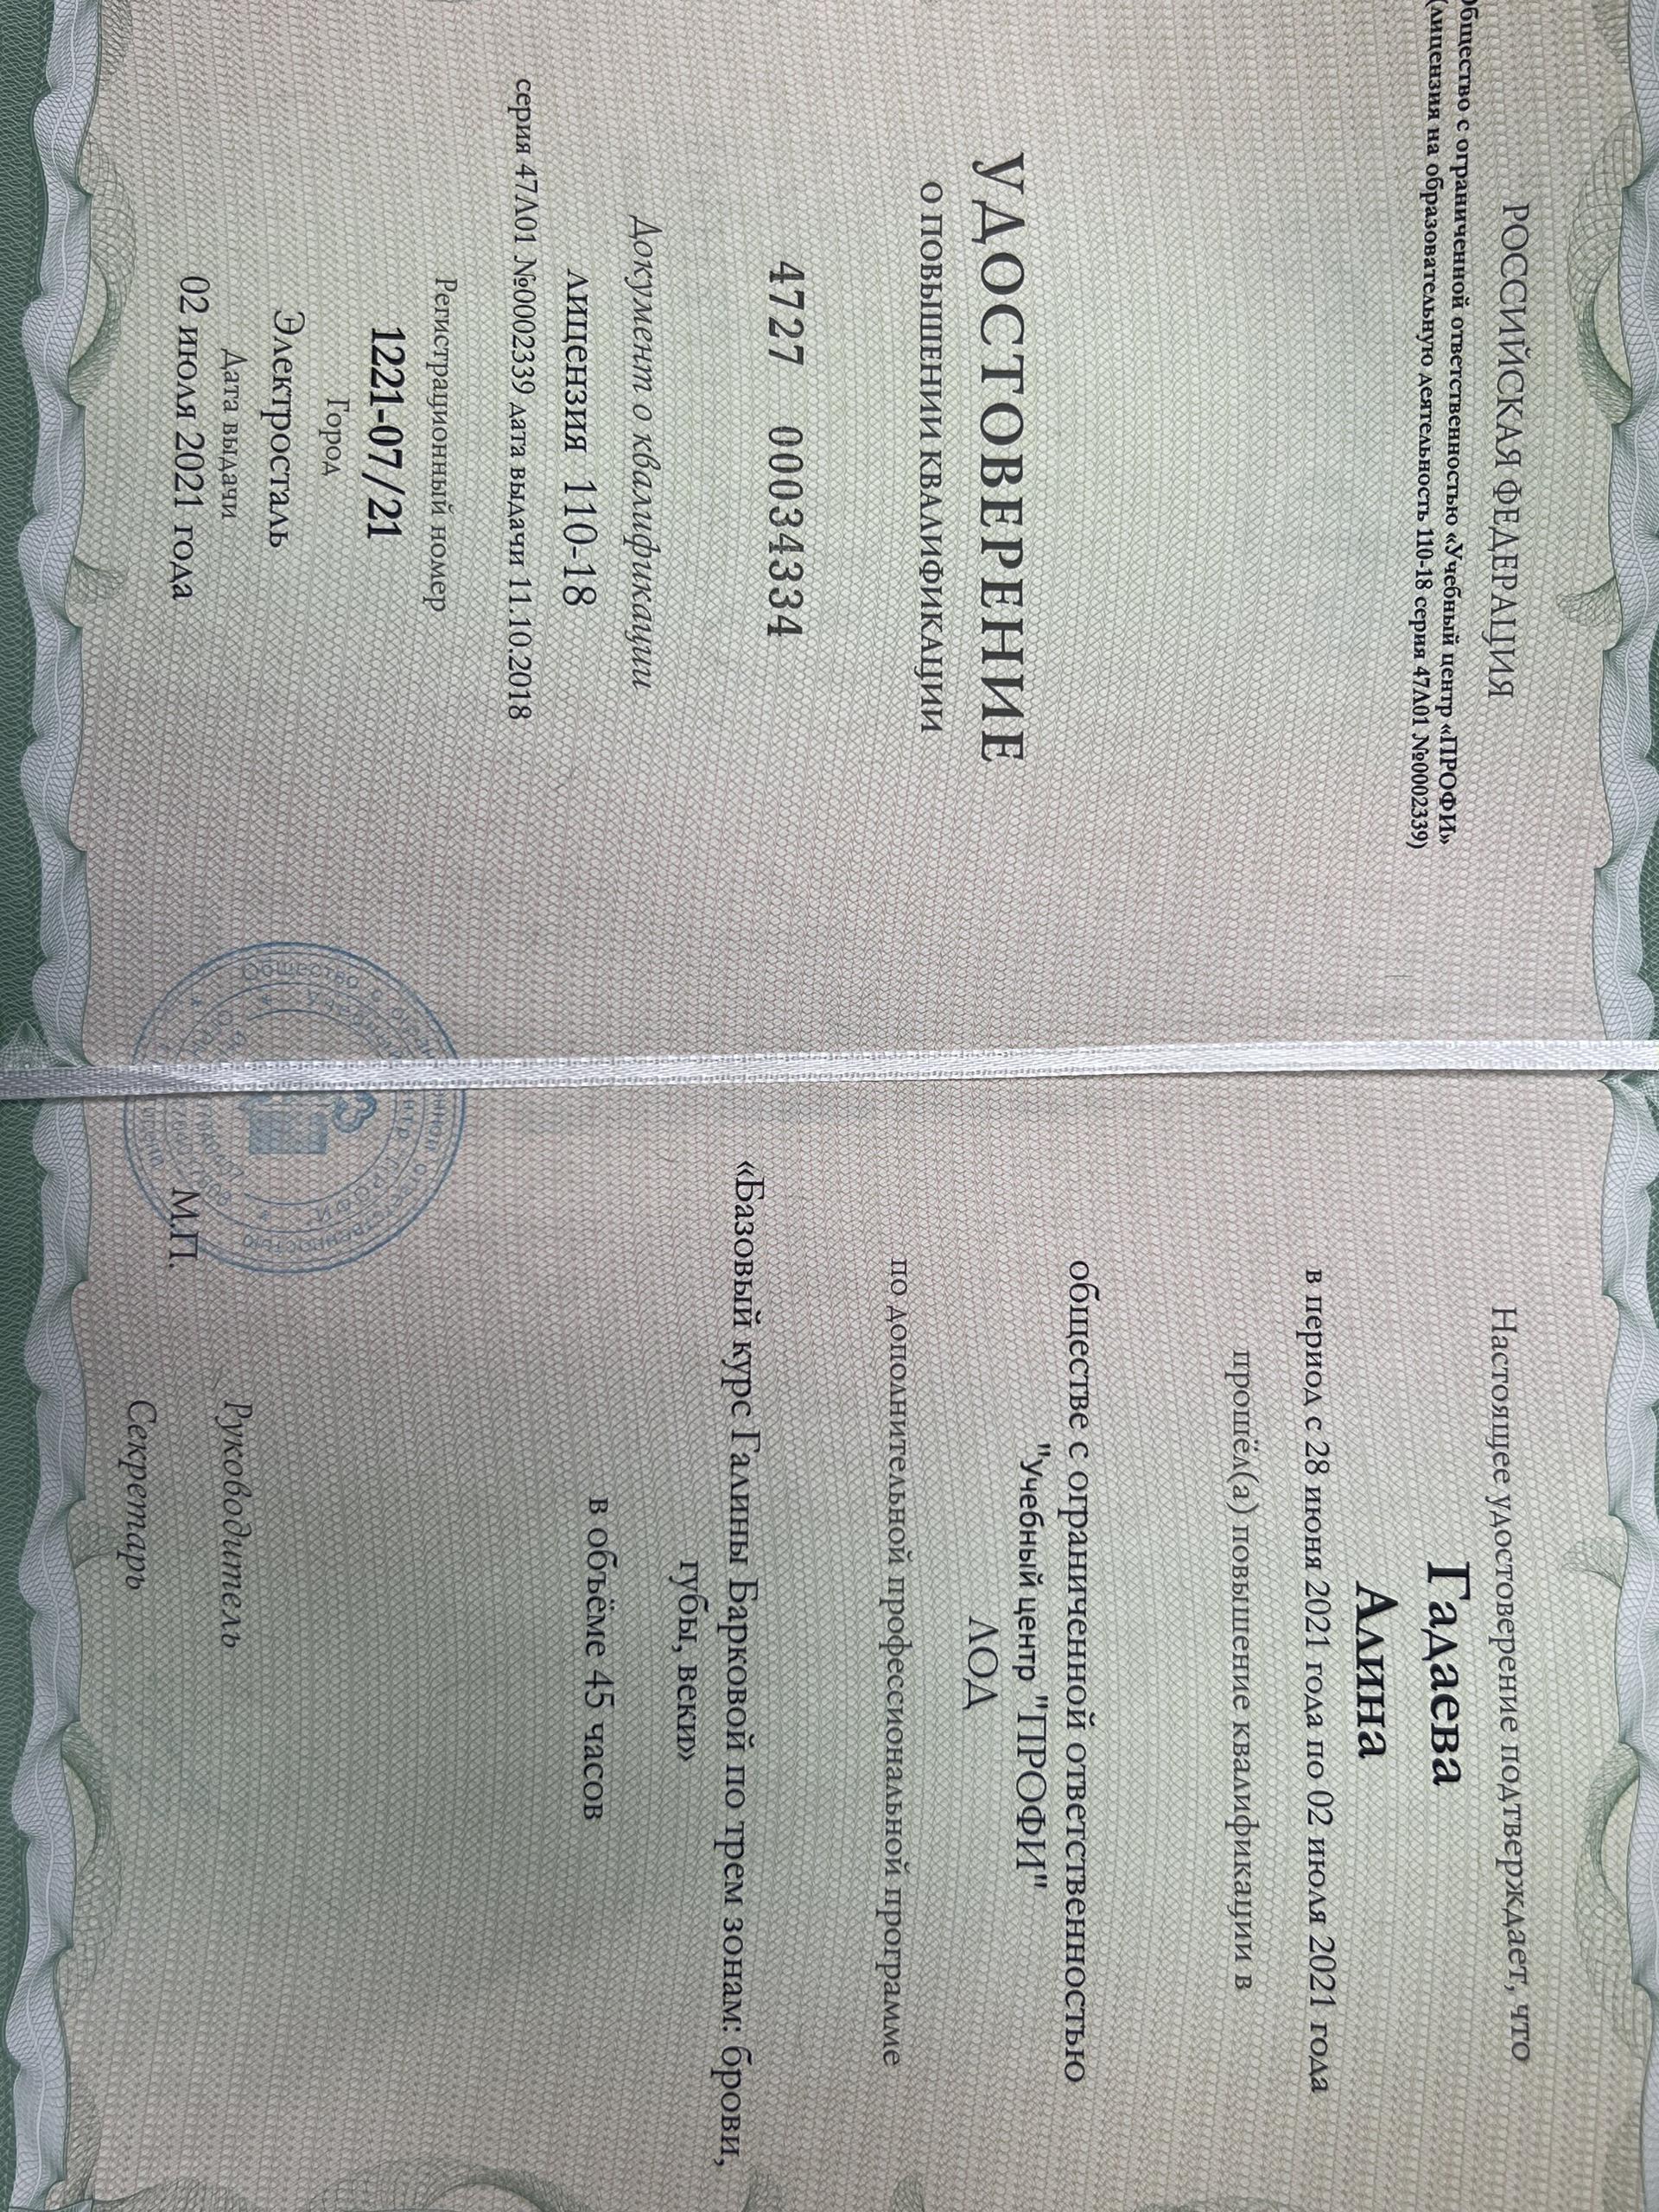 РОССИЙСКАЯ ФЕДЕРАЦИЯ
Общество с ограниченной ответственностью «Учебный центр «ПРОФИ»
(лицензия на образовательную деятельность 110-18 серия 47Л01 №0002339)
УДОСТОВЕРЕНИЕ
О ПОВЫШЕНИИ КВАЛИФИКАЦИИ
4727 00034334
Документ о квалификации
лицензия 110-18
серия 47Л01 №0002339 дата выдачи 11.10.2018
Регистрационный номер
1221-07/21
Город
Электросталь
Дата выдачи
02 июля 2021 года
Настоящее удостоверение подтверждает, что
Гадаева
Алина
в период с 28 июня 2021 года по 02 июля 2021 года
прошёл(а) повышение квалификации в
обществе с ограниченной ответственностью
"Учебный центр "ПРОФИ"
ЛОД
по дополнительной профессиональной программе
«Базовый курс Галины Барковой по трем зонам: брови,
губы, веки»
в объёме 45 часов
М.П.
Руководитель
Секретарь